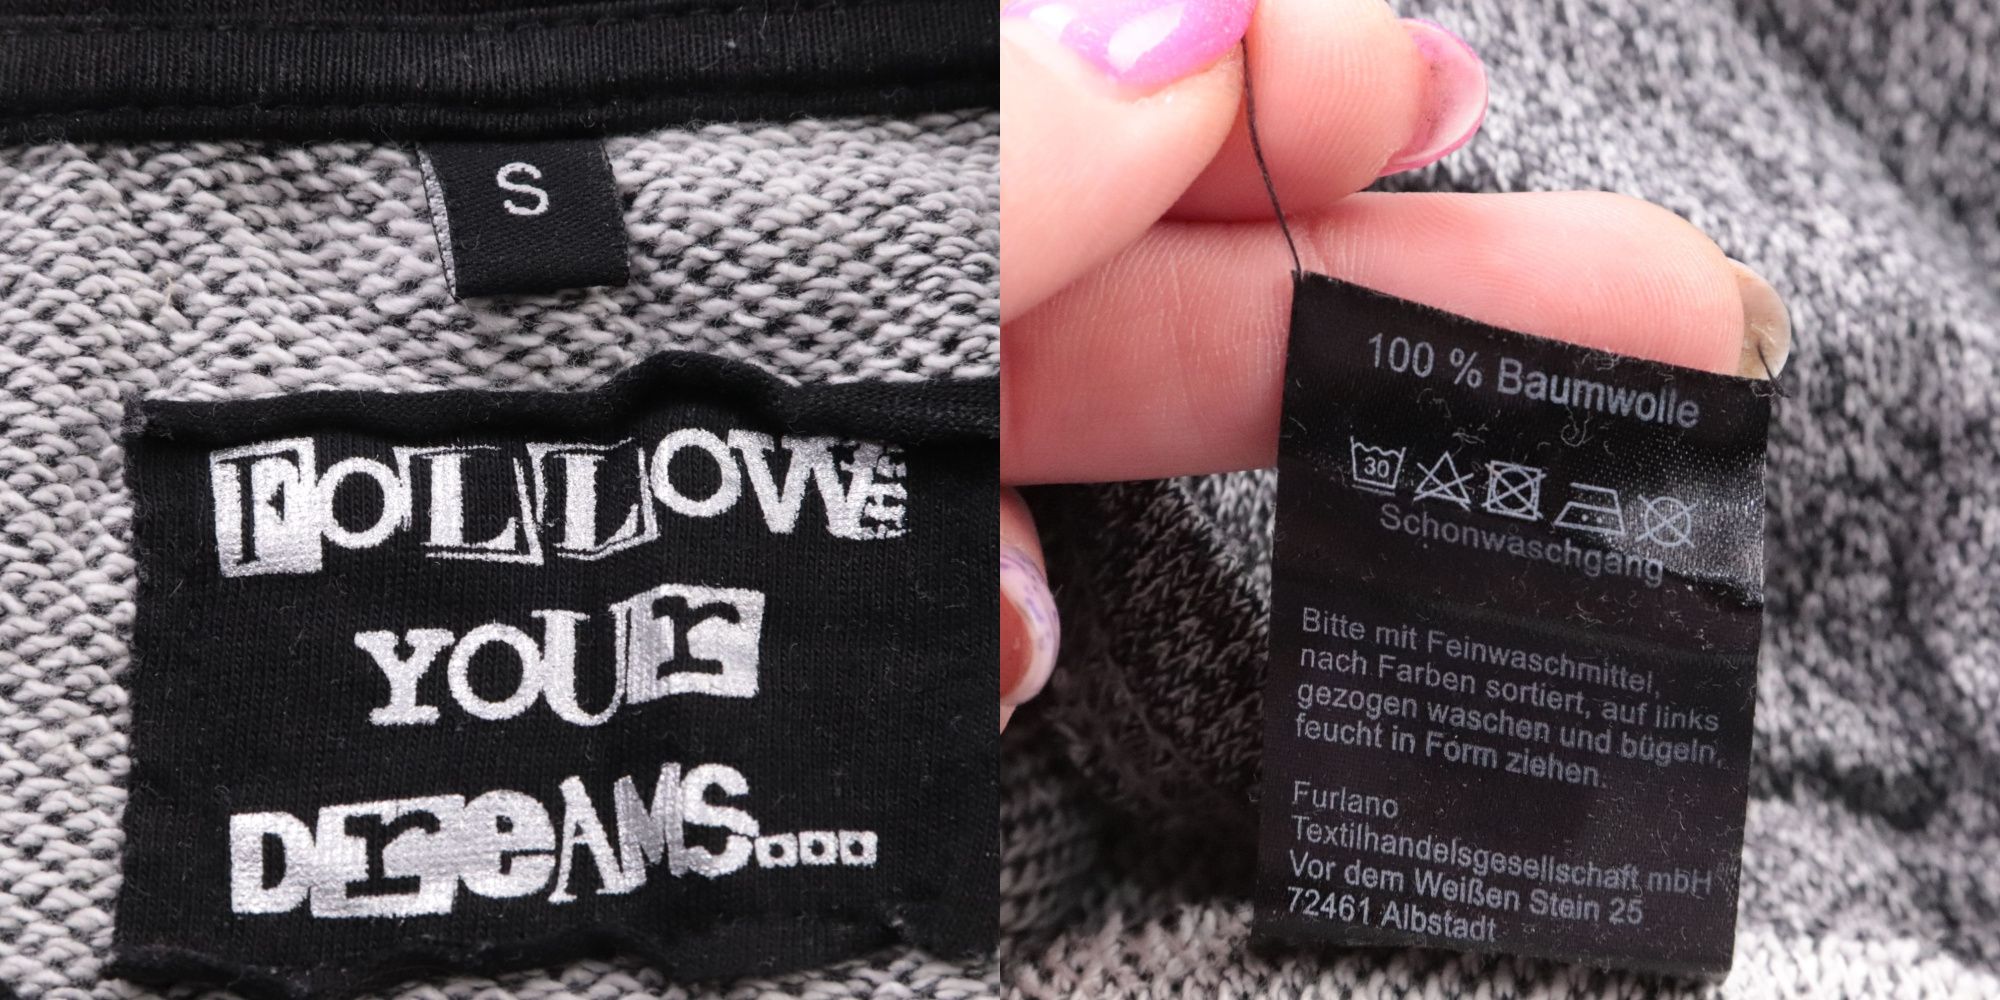 S
FOLLOW
YOUr
DreAMS....
100 % Baumwolle
30
Schonwaschgang
Bitte mit Feinwaschmittel,
nach Farben sortiert, auf links
gezogen waschen und bügeln,
feucht in Form ziehen.
Furlano
Textilhandelsgesellschaft mbH
Vor dem Weißen Stein 25
72461 Albstadt